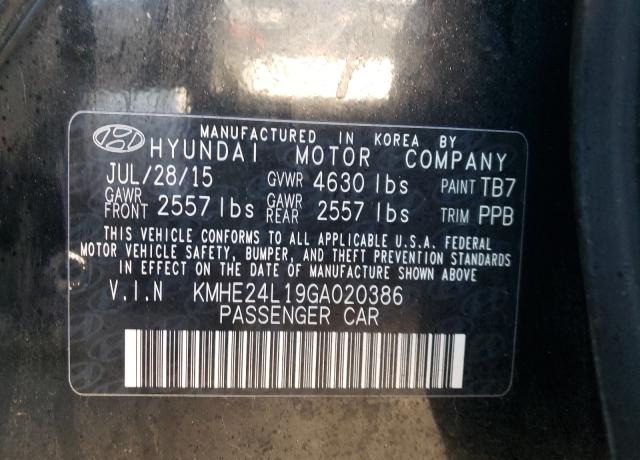 MANUFACTURED IN KOREA BY
HYUNDAI MOTOR COMPANY
JUL/28/15 GVWR 4630 lbs PAINT TB7
GAWR FRONT 2557 lbs GAWR REAR 2557 lbs TRIM PPB
THIS VEHICLE CONFORMS TO ALL APPLICABLE U.S.A. FEDERAL
MOTOR VEHICLE SAFETY, BUMPER, AND THEFT PREVENTION STANDARDS
IN EFFECT ON THE DATE OF MANUFACTURE SHOWN ABOVE
V.I.N KMHE24L19GA020386
PASSENGER CAR